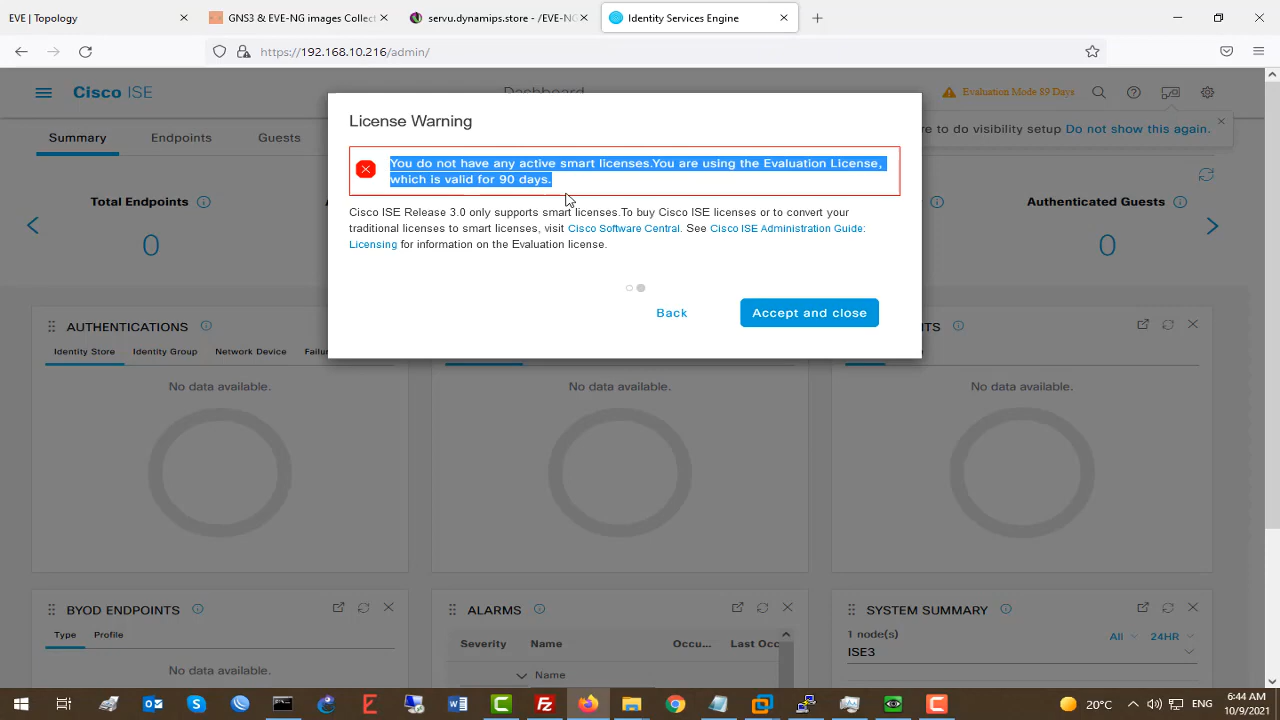 EVE | Topology
GNS3 & EVE-NG images Collect
servu.dynamips.store - /EVE-NG
Identity Services Engine
https://192.168.10.216/admin/
Cisco ISE
Dashboard
Evaluation Mode 89 Days
Summary
Endpoints
Guests
re to do visibility setup Do not show this again.
License Warning
You do not have any active smart licenses.You are using the Evaluation License,
which is valid for 90 days.
Cisco ISE Release 3.0 only supports smart licenses.To buy Cisco ISE licenses or to convert your
traditional licenses to smart licenses, visit Cisco Software Central. See Cisco ISE Administration Guide:
Licensing for information on the Evaluation license.
Back
Accept and close
Total Endpoints
0
Authenticated Guests
0
AUTHENTICATIONS
Identity Store
Identity Group
Network Device
Failu
No data available.
No data available.
No data available.
BYOD ENDPOINTS
Type
Profile
No data available.
ALARMS
Severity
Name
Occu...
Last Occ
Name
SYSTEM SUMMARY
1 node(s)
All
24HR
ISE3
20°C
ENG
6:44 AM
10/9/2021